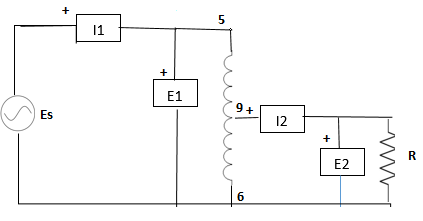 + I1 5
+ E1
Es
9 + I2
+ E2
R
6